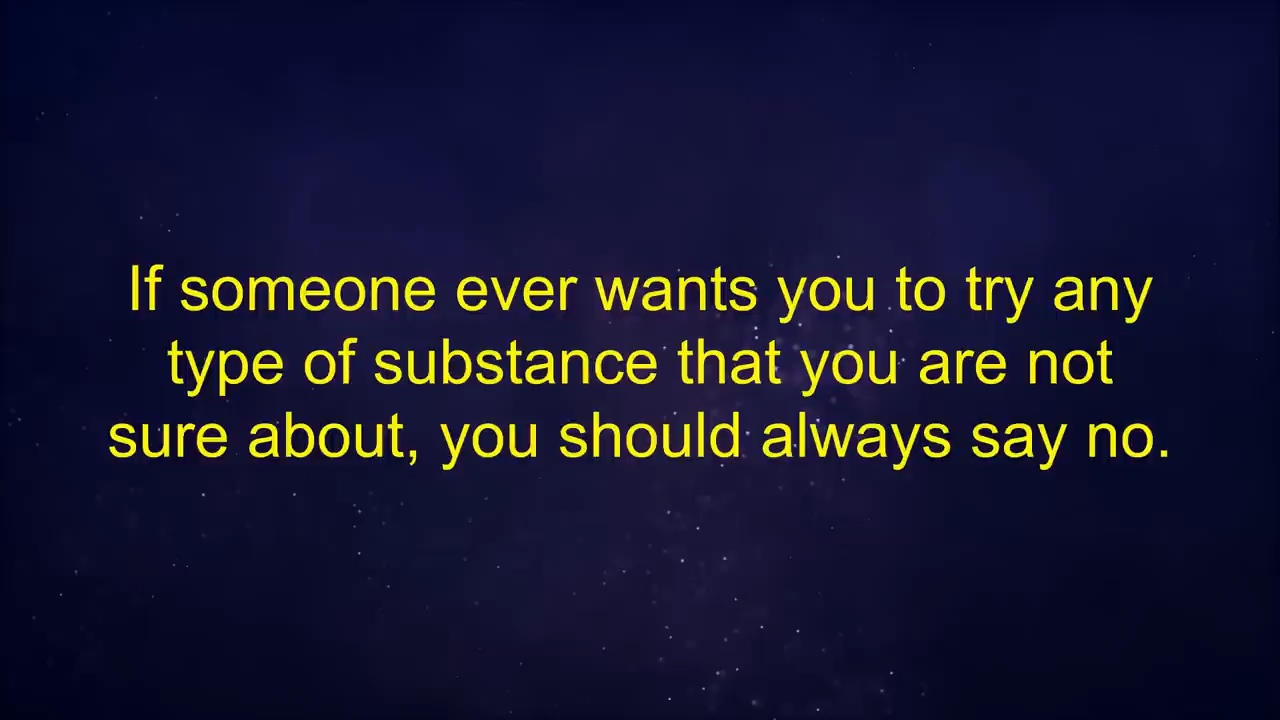 If someone ever wants you to try any
type of substance that you are not
sure about, you should always say no.